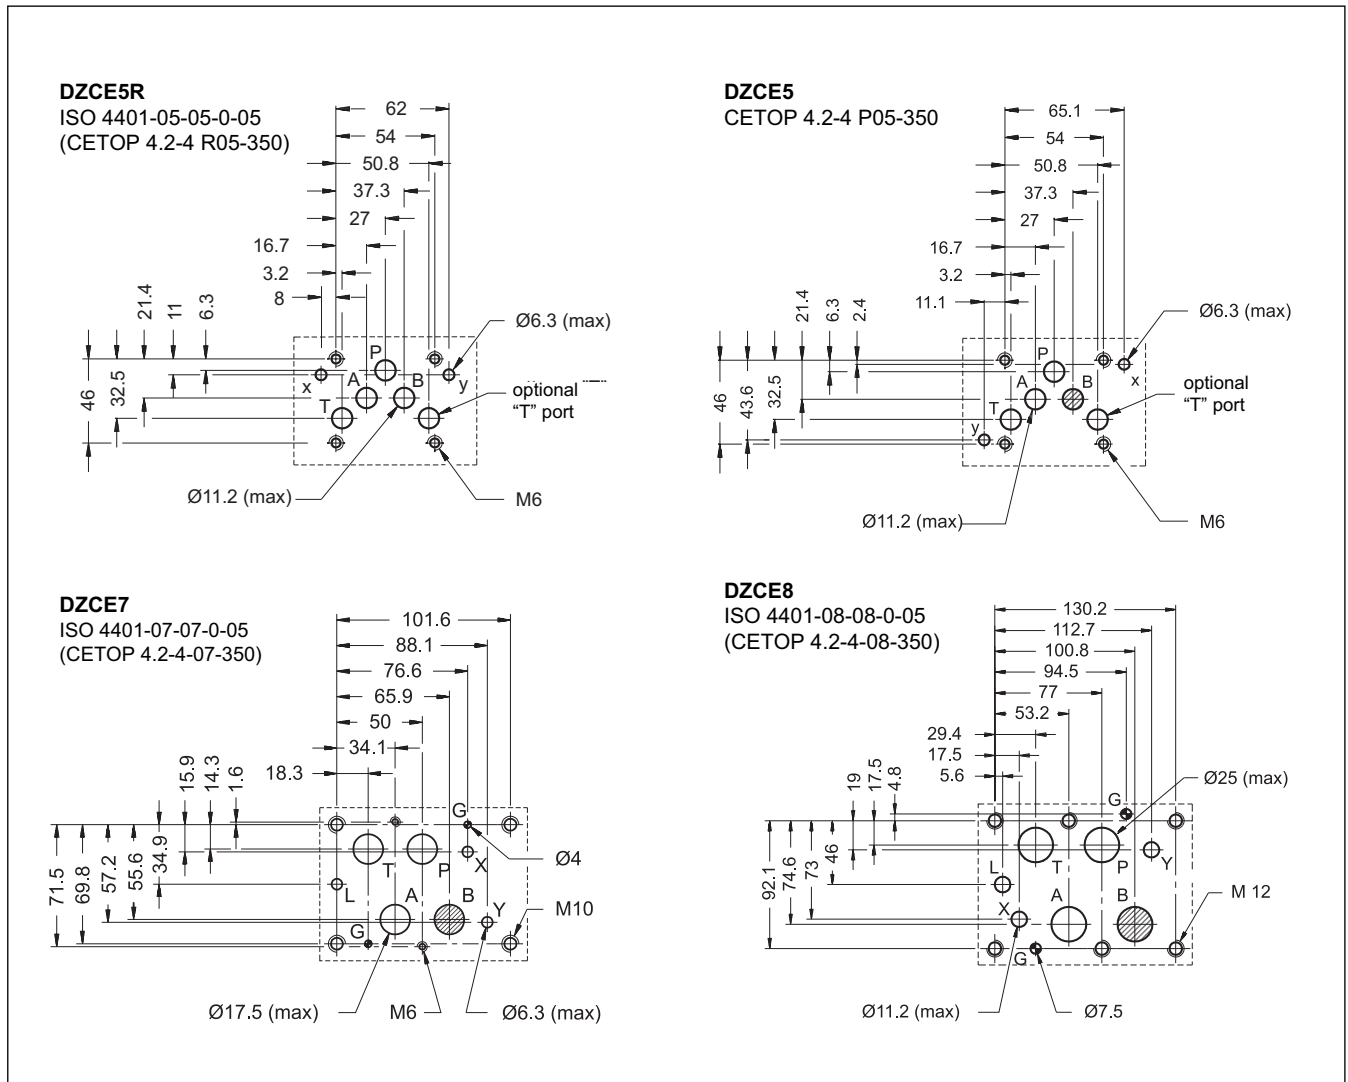 DZCE5R
ISO 4401-05-05-0-05
(CETOP 4.2-4 R05-350)
62
54
50.8
37.3
27
16.7
3.2
8
21.4
11
6.3
46
32.5
P
x
A
B
y
T
Ø6.3 (max)
optional
“T” port
Ø11.2 (max)
M6
DZCE5
CETOP 4.2-4 P05-350
65.1
54
50.8
37.3
27
16.7
3.2
11.1
21.4
6.3
2.4
46
43.6
32.5
P
A
B
x
T
y
Ø6.3 (max)
optional
“T” port
Ø11.2 (max)
M6
DZCE7
ISO 4401-07-07-0-05
(CETOP 4.2-4-07-350)
101.6
88.1
76.6
65.9
50
34.1
18.3
15.9
14.3
1.6
71.5
69.8
57.2
55.6
34.9
G
T
P
X
L
A
B
Y
G
Ø4
M10
Ø17.5 (max)
M6
Ø6.3 (max)
DZCE8
ISO 4401-08-08-0-05
(CETOP 4.2-4-08-350)
130.2
112.7
100.8
94.5
77
53.2
29.4
17.5
5.6
19
17.5
4.8
92.1
74.6
73
46
G
T
P
Y
L
A
B
X
G
Ø25 (max)
M 12
Ø11.2 (max)
Ø7.5